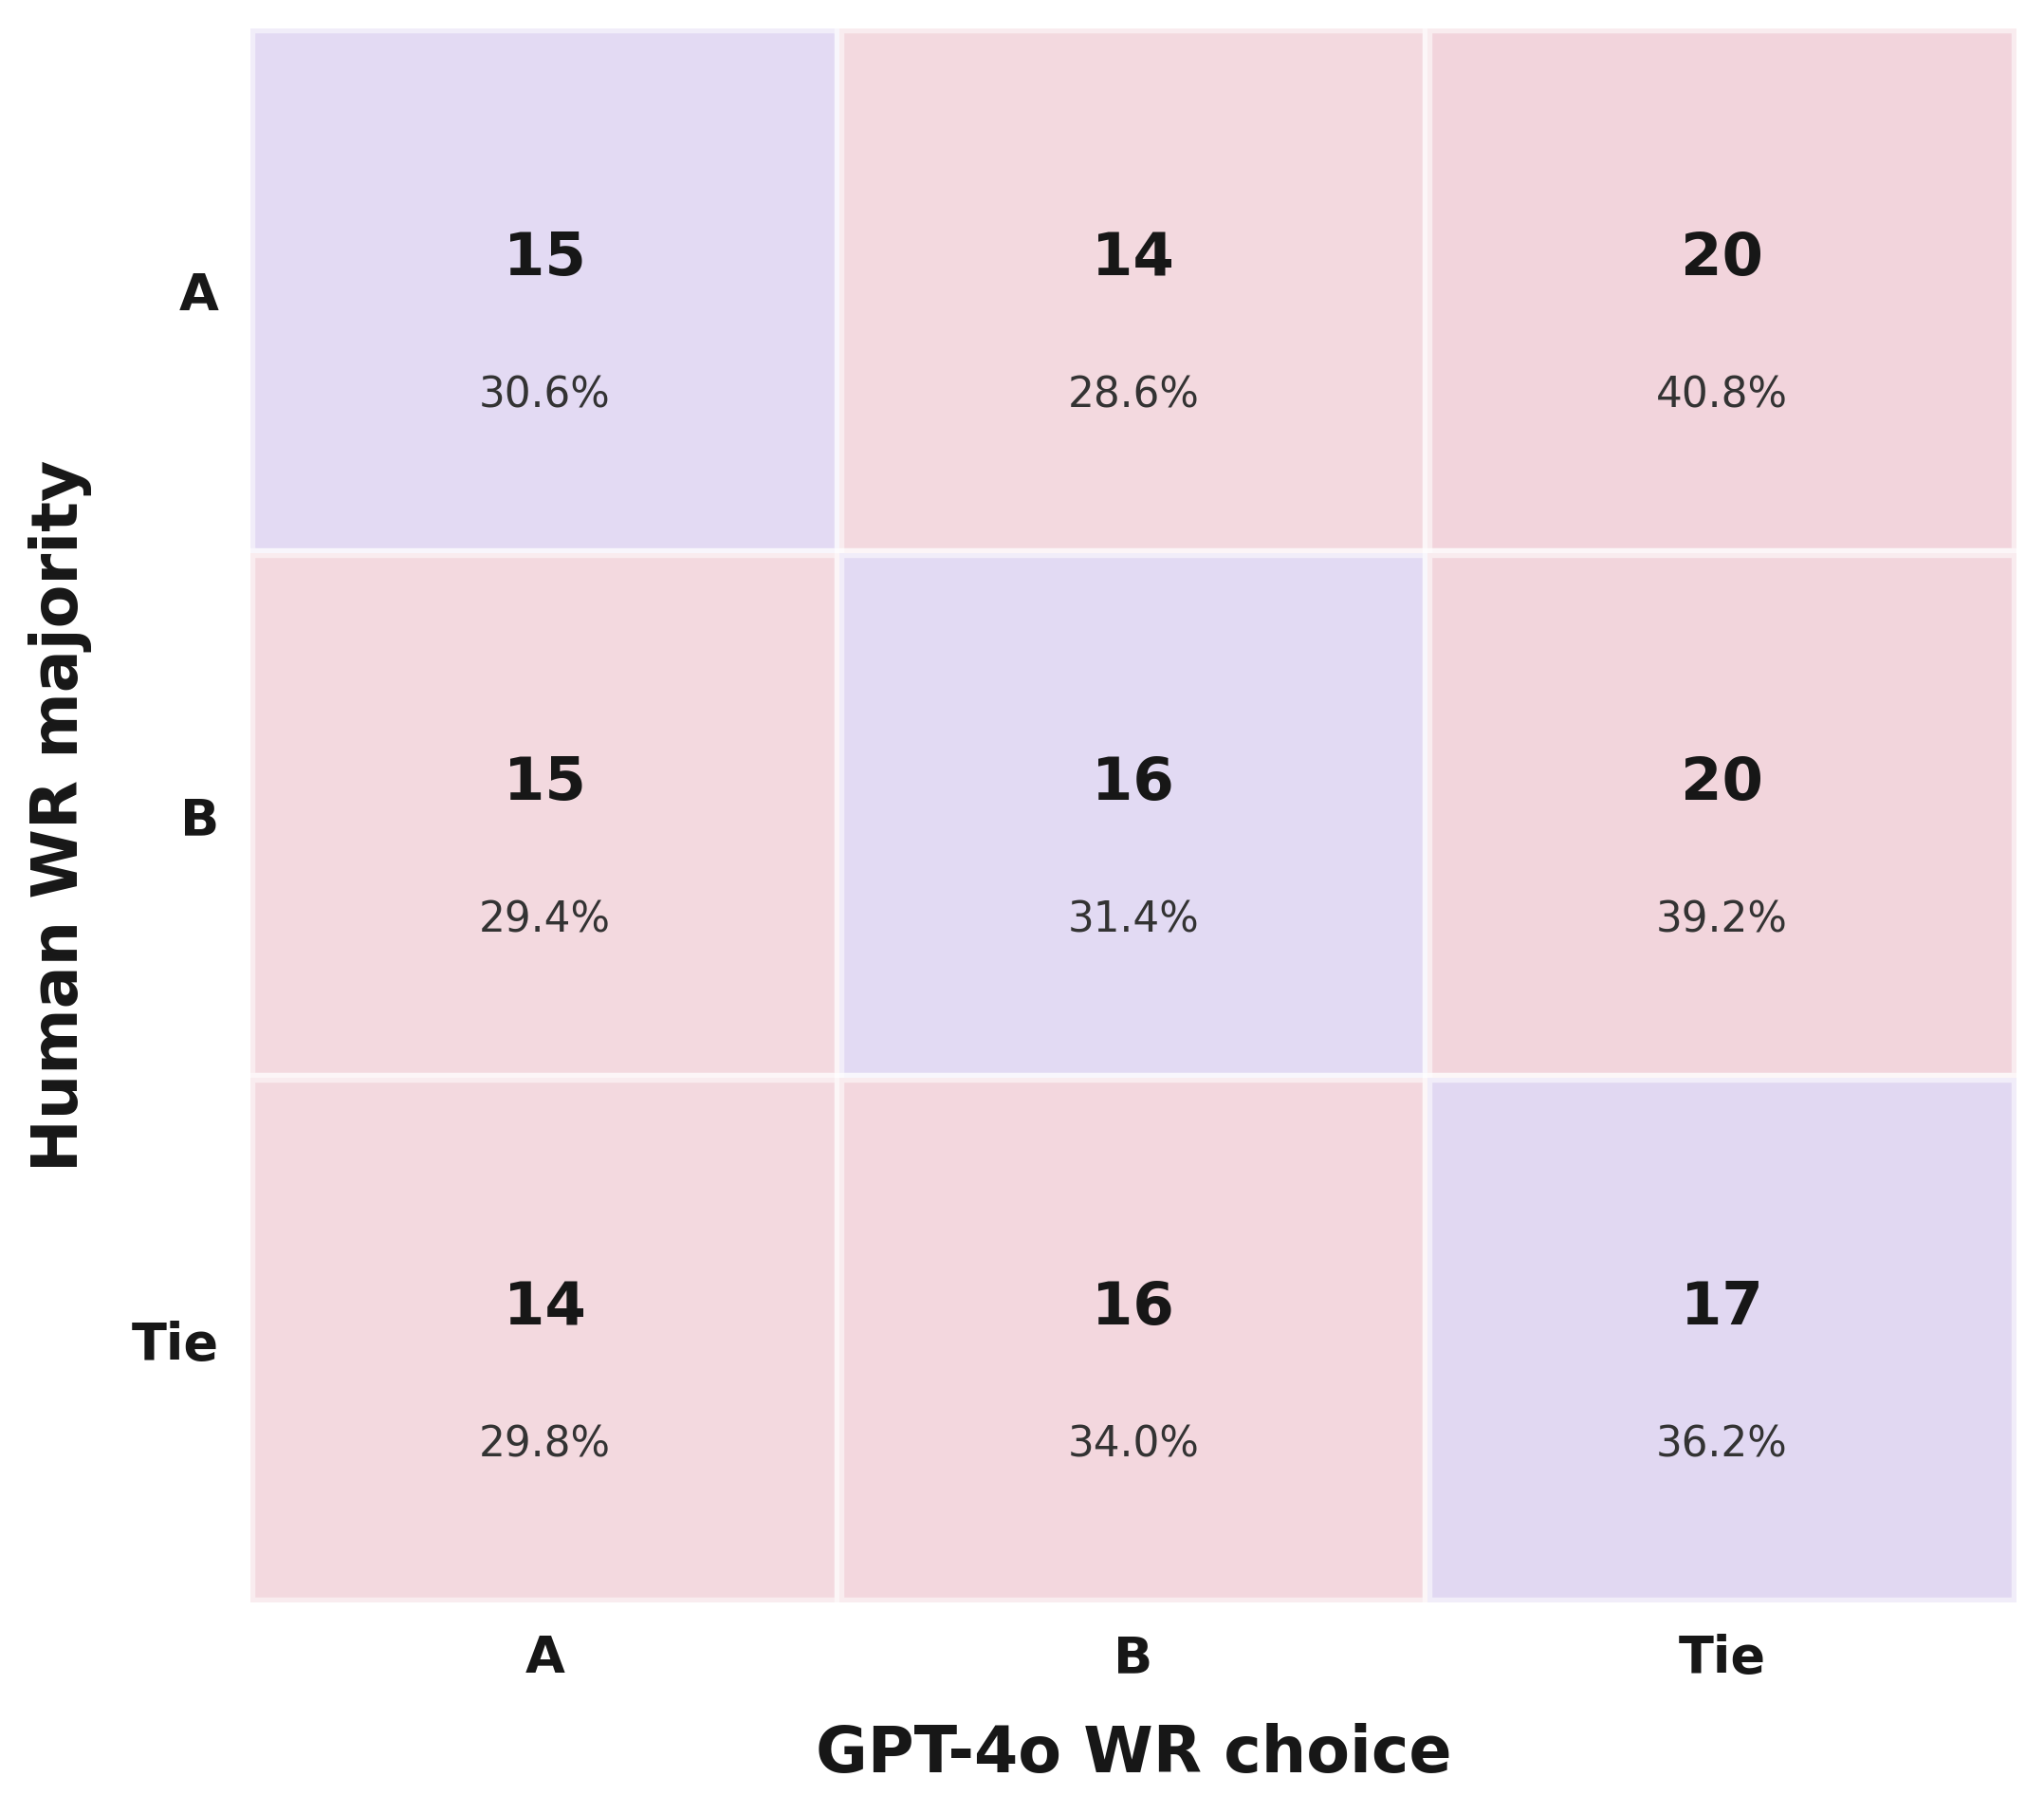 Human WR majority
A
15
14
20
30.6%
28.6%
40.8%
B
15
16
20
29.4%
31.4%
39.2%
Tie
14
16
17
29.8%
34.0%
36.2%
A
B
Tie
GPT-4o WR choice